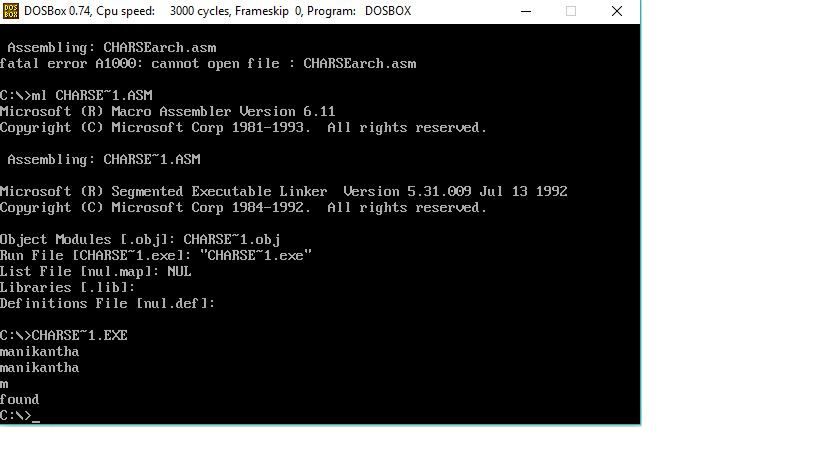 DOS BOX DOSBox 0.74, Cpu speed: 3000 cycles, Frameskip 0, Program: DOSBOX
Assembling: CHARSEarch.asm
fatal error A1000: cannot open file : CHARSEarch.asm
C:\>ml CHARSE~1.ASM
Microsoft (R) Macro Assembler Version 6.11
Copyright (C) Microsoft Corp 1981-1993. All rights reserved.
Assembling: CHARSE~1.ASM
Microsoft (R) Segmented Executable Linker Version 5.31.009 Jul 13 1992
Copyright (C) Microsoft Corp 1984-1992. All rights reserved.
Object Modules [.obj]: CHARSE~1.obj
Run File [CHARSE~1.exe]: "CHARSE~1.exe"
List File [nul.map]: NUL
Libraries [.lib]:
Definitions File [nul.def]:
C:\>CHARSE~1.EXE
manikantha
manikantha
m
found
C:\>_